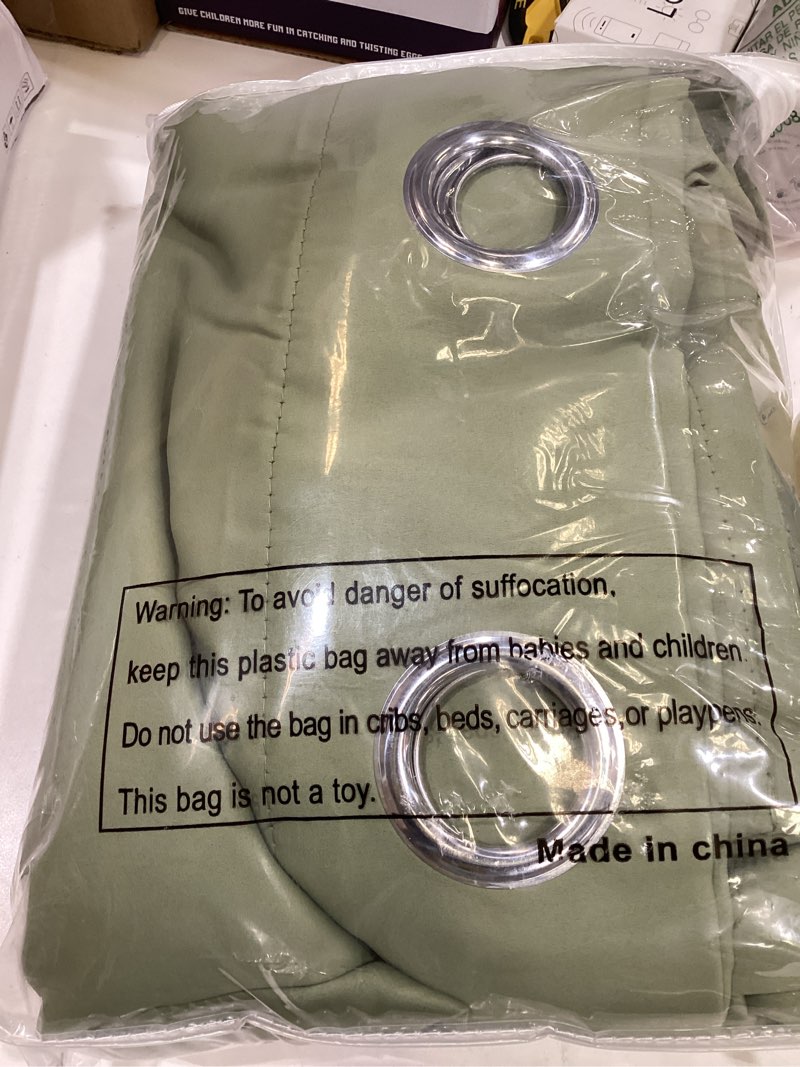 GIVE CHILDREN MORE FUN IN CATCHING AND TWISTING EGGS
Warning: To avoid danger of suffocation,
keep this plastic bag away from babies and children.
Do not use the bag in cribs, beds, carriages,or playpens.
This bag is not a toy.
Made in china